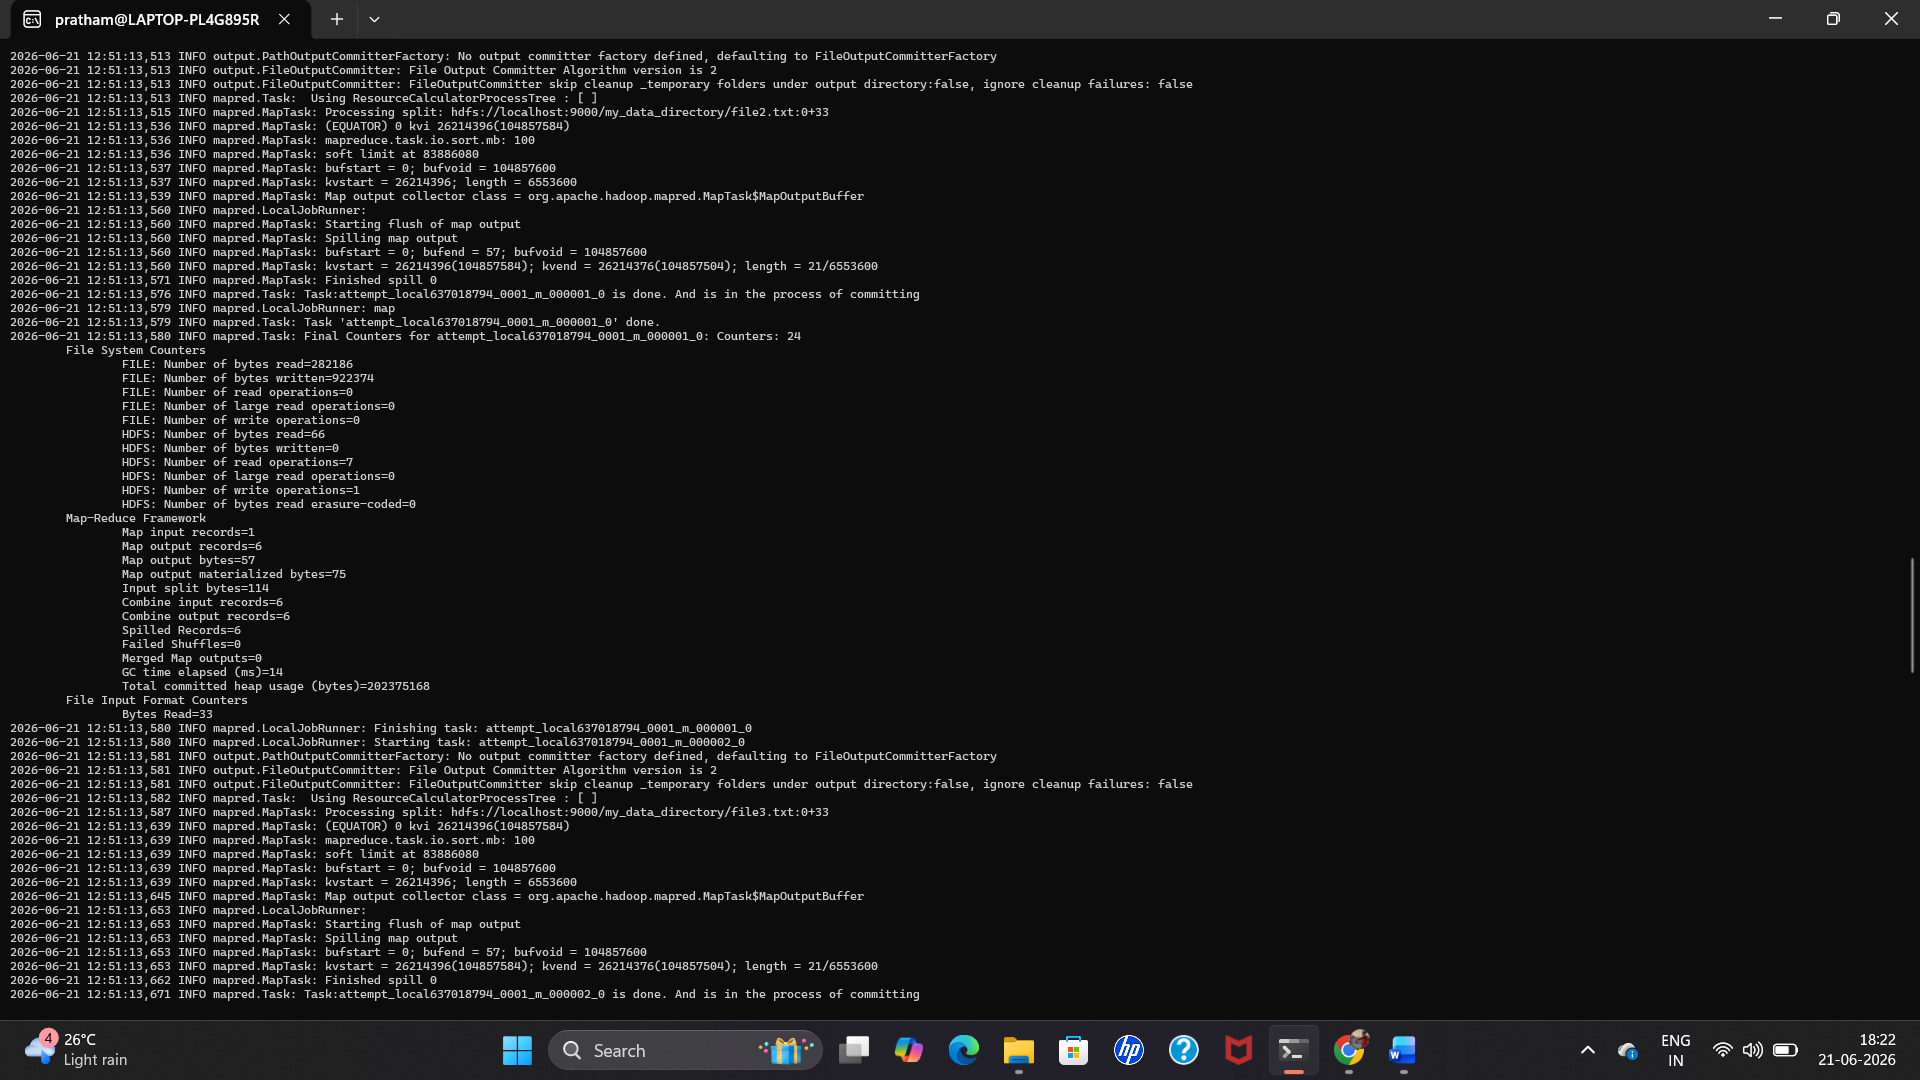 pratham@LAPTOP-PL4G895R
2026-06-21 12:51:13,513 INFO output.PathOutputCommitterFactory: No output committer factory defined, defaulting to FileOutputCommitterFactory
2026-06-21 12:51:13,513 INFO output.FileOutputCommitter: File Output Committer Algorithm version is 2
2026-06-21 12:51:13,513 INFO output.FileOutputCommitter: FileOutputCommitter skip cleanup _temporary folders under output directory:false, ignore cleanup failures: false
2026-06-21 12:51:13,513 INFO mapred.Task:  Using ResourceCalculatorProcessTree : [ ]
2026-06-21 12:51:13,515 INFO mapred.MapTask: Processing split: hdfs://localhost:9000/my_data_directory/file2.txt:0+33
2026-06-21 12:51:13,536 INFO mapred.MapTask: (EQUATOR) 0 kvi 26214396(104857584)
2026-06-21 12:51:13,536 INFO mapred.MapTask: mapreduce.task.io.sort.mb: 100
2026-06-21 12:51:13,536 INFO mapred.MapTask: soft limit at 83886080
2026-06-21 12:51:13,537 INFO mapred.MapTask: bufstart = 0; bufvoid = 104857600
2026-06-21 12:51:13,537 INFO mapred.MapTask: kvstart = 26214396; length = 6553600
2026-06-21 12:51:13,539 INFO mapred.MapTask: Map output collector class = org.apache.hadoop.mapred.MapTask$MapOutputBuffer
2026-06-21 12:51:13,560 INFO mapred.LocalJobRunner:
2026-06-21 12:51:13,560 INFO mapred.MapTask: Starting flush of map output
2026-06-21 12:51:13,560 INFO mapred.MapTask: Spilling map output
2026-06-21 12:51:13,560 INFO mapred.MapTask: bufstart = 0; bufend = 57; bufvoid = 104857600
2026-06-21 12:51:13,560 INFO mapred.MapTask: kvstart = 26214396(104857584); kvend = 26214376(104857504); length = 21/6553600
2026-06-21 12:51:13,571 INFO mapred.MapTask: Finished spill 0
2026-06-21 12:51:13,576 INFO mapred.Task: Task:attempt_local637018794_0001_m_000001_0 is done. And is in the process of committing
2026-06-21 12:51:13,579 INFO mapred.LocalJobRunner: map
2026-06-21 12:51:13,579 INFO mapred.Task: Task 'attempt_local637018794_0001_m_000001_0' done.
2026-06-21 12:51:13,580 INFO mapred.Task: Final Counters for attempt_local637018794_0001_m_000001_0: Counters: 24
File System Counters
FILE: Number of bytes read=282186
FILE: Number of bytes written=922374
FILE: Number of read operations=0
FILE: Number of large read operations=0
FILE: Number of write operations=0
HDFS: Number of bytes read=66
HDFS: Number of bytes written=0
HDFS: Number of read operations=7
HDFS: Number of large read operations=0
HDFS: Number of write operations=1
HDFS: Number of bytes read erasure-coded=0
Map-Reduce Framework
Map input records=1
Map output records=6
Map output bytes=57
Map output materialized bytes=75
Input split bytes=114
Combine input records=6
Combine output records=6
Spilled Records=6
Failed Shuffles=0
Merged Map outputs=0
GC time elapsed (ms)=14
Total committed heap usage (bytes)=202375168
File Input Format Counters
Bytes Read=33
2026-06-21 12:51:13,580 INFO mapred.LocalJobRunner: Finishing task: attempt_local637018794_0001_m_000001_0
2026-06-21 12:51:13,580 INFO mapred.LocalJobRunner: Starting task: attempt_local637018794_0001_m_000002_0
2026-06-21 12:51:13,581 INFO output.PathOutputCommitterFactory: No output committer factory defined, defaulting to FileOutputCommitterFactory
2026-06-21 12:51:13,581 INFO output.FileOutputCommitter: File Output Committer Algorithm version is 2
2026-06-21 12:51:13,581 INFO output.FileOutputCommitter: FileOutputCommitter skip cleanup _temporary folders under output directory:false, ignore cleanup failures: false
2026-06-21 12:51:13,582 INFO mapred.Task:  Using ResourceCalculatorProcessTree : [ ]
2026-06-21 12:51:13,587 INFO mapred.MapTask: Processing split: hdfs://localhost:9000/my_data_directory/file3.txt:0+33
2026-06-21 12:51:13,639 INFO mapred.MapTask: (EQUATOR) 0 kvi 26214396(104857584)
2026-06-21 12:51:13,639 INFO mapred.MapTask: mapreduce.task.io.sort.mb: 100
2026-06-21 12:51:13,639 INFO mapred.MapTask: soft limit at 83886080
2026-06-21 12:51:13,639 INFO mapred.MapTask: bufstart = 0; bufvoid = 104857600
2026-06-21 12:51:13,639 INFO mapred.MapTask: kvstart = 26214396; length = 6553600
2026-06-21 12:51:13,645 INFO mapred.MapTask: Map output collector class = org.apache.hadoop.mapred.MapTask$MapOutputBuffer
2026-06-21 12:51:13,653 INFO mapred.LocalJobRunner:
2026-06-21 12:51:13,653 INFO mapred.MapTask: Starting flush of map output
2026-06-21 12:51:13,653 INFO mapred.MapTask: Spilling map output
2026-06-21 12:51:13,653 INFO mapred.MapTask: bufstart = 0; bufend = 57; bufvoid = 104857600
2026-06-21 12:51:13,653 INFO mapred.MapTask: kvstart = 26214396(104857584); kvend = 26214376(104857504); length = 21/6553600
2026-06-21 12:51:13,662 INFO mapred.MapTask: Finished spill 0
2026-06-21 12:51:13,671 INFO mapred.Task: Task:attempt_local637018794_0001_m_000002_0 is done. And is in the process of committing
4
26°C
Light rain
Search
hp
W
ENG
IN
18:22
21-06-2026